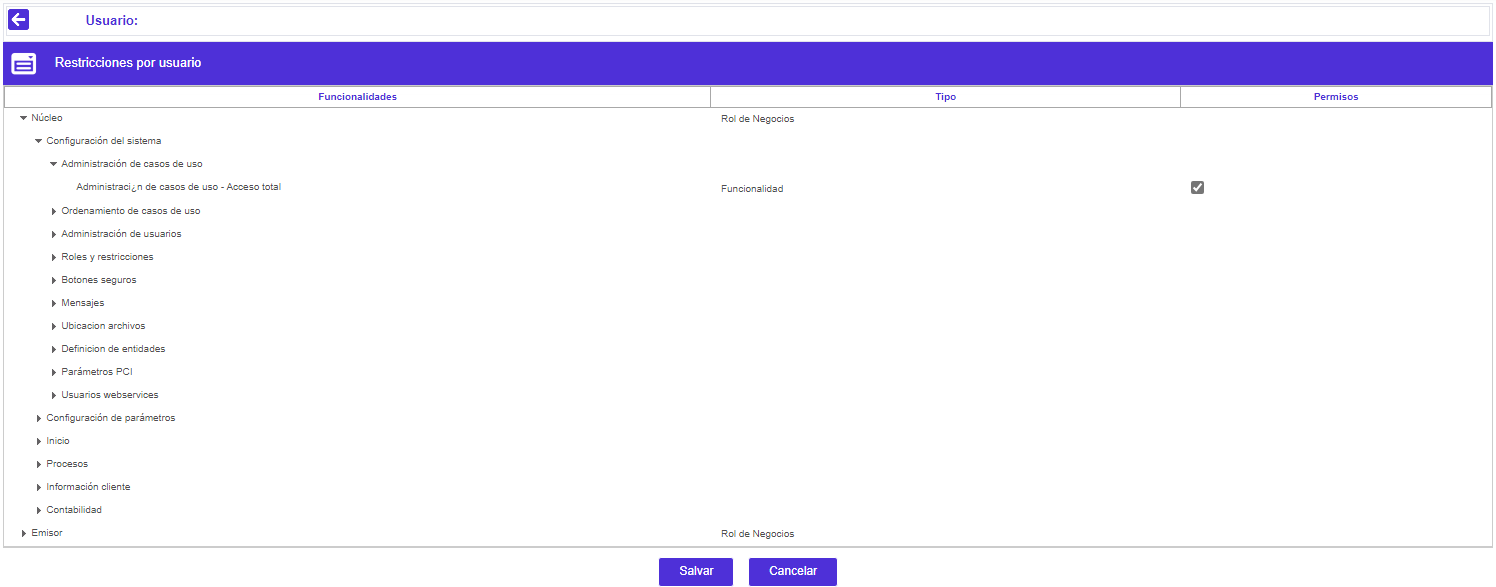 Usuario:
Restricciones por usuario
Funcionalidades Tipo Permisos
Núcleo Rol de Negocios
Configuración del sistema
Administración de casos de uso
Administraci¿n de casos de uso - Acceso total Funcionalidad
Ordenamiento de casos de uso
Administración de usuarios
Roles y restricciones
Botones seguros
Mensajes
Ubicacion archivos
Definicion de entidades
Parámetros PCI
Usuarios webservices
Configuración de parámetros
Inicio
Procesos
Información cliente
Contabilidad
Emisor Rol de Negocios
Salvar Cancelar